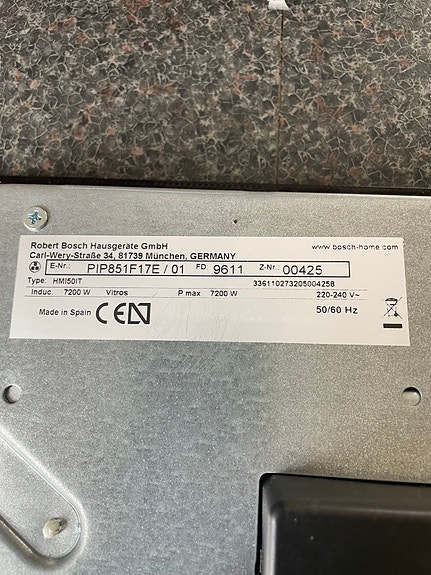 Robert Bosch Hausgeräte GmbH www.bosch-home.com
Carl-Wery-Straße 34, 81739 München, GERMANY
E-Nr.: PIP851F17E / 01 FD 9611 Z-Nr.: 00425
Type: HMI50IT 336110273205004258
Induc. 7200 W Vitros P max 7200 W 220-240 V~
Made in Spain CE N 50/60 Hz